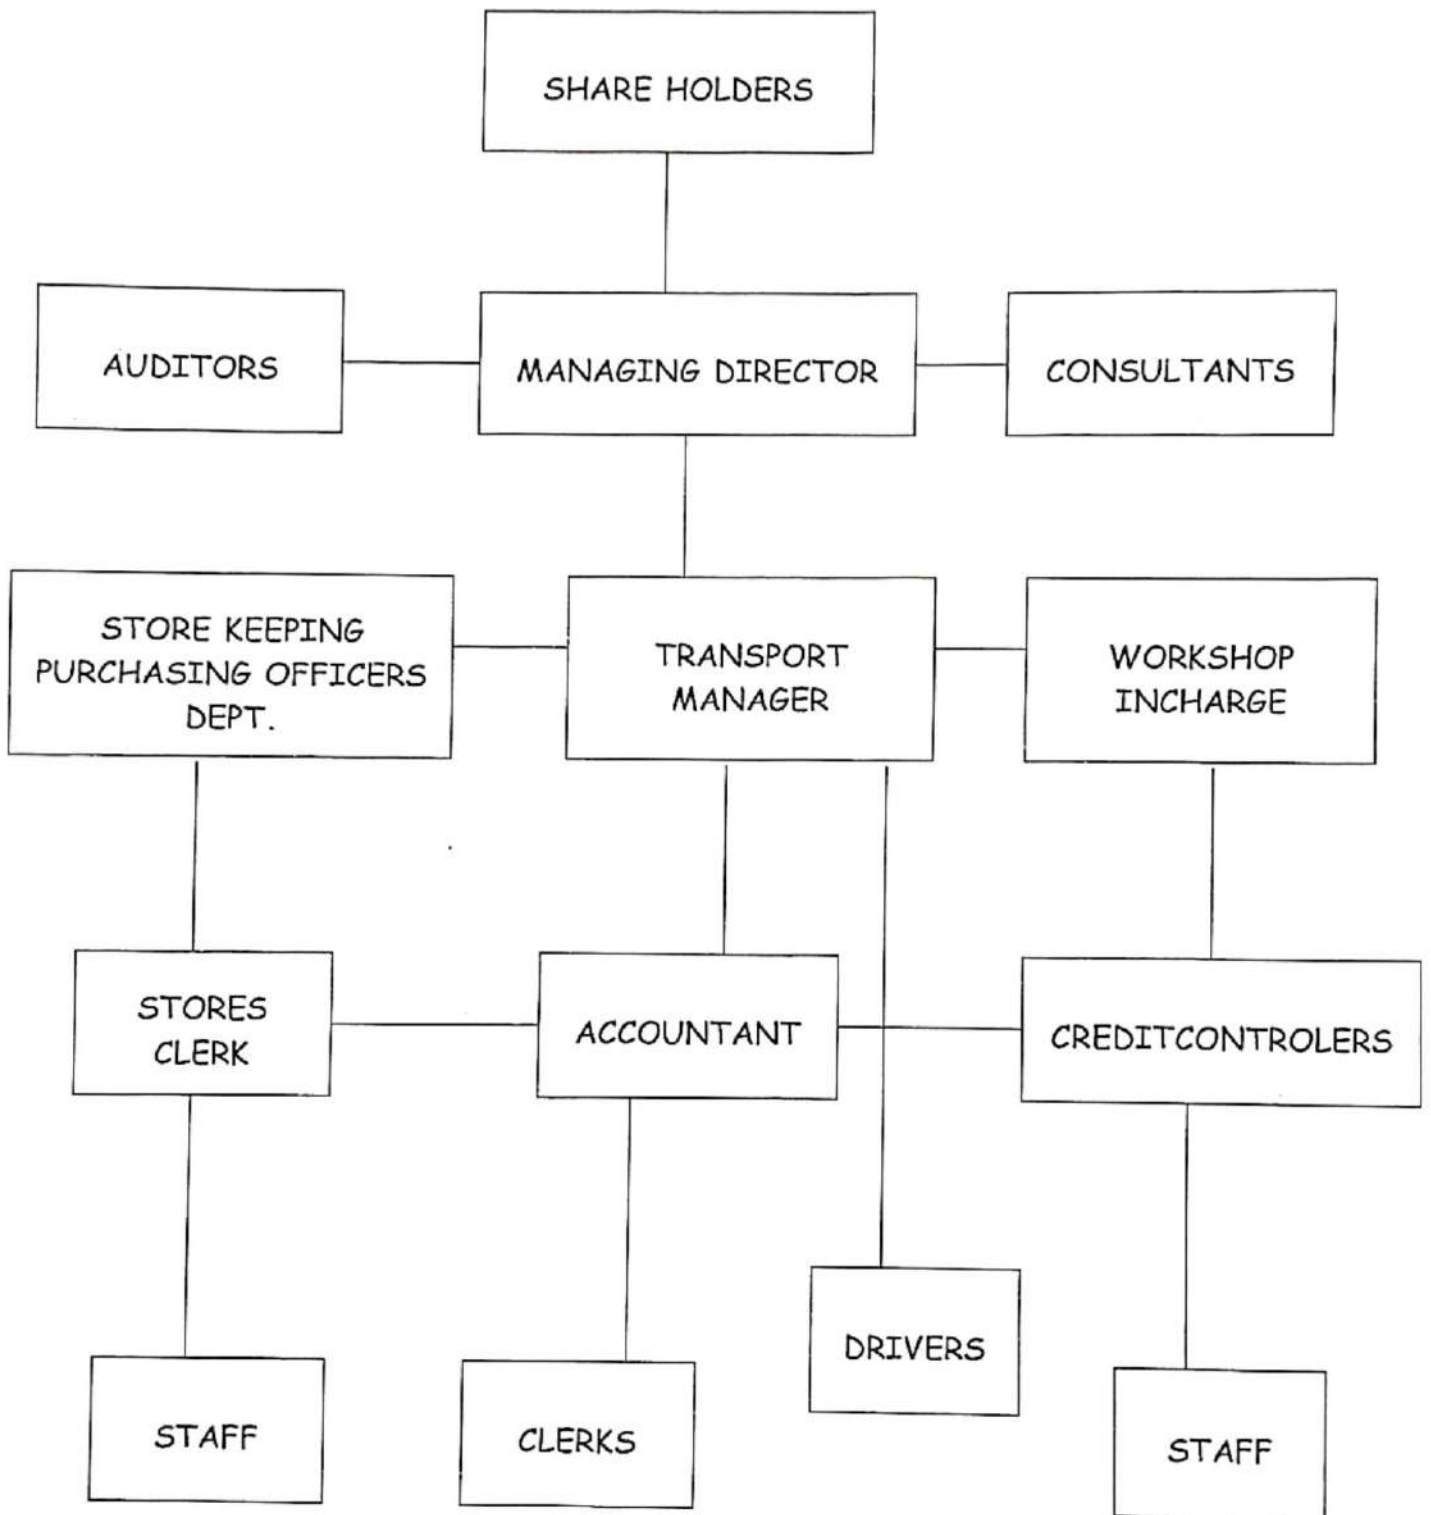 SHARE HOLDERS
AUDITORS
MANAGING DIRECTOR
CONSULTANTS
STORE KEEPING
PURCHASING OFFICERS
DEPT.
TRANSPORT
MANAGER
WORKSHOP
INCHARGE
STORES
CLERK
ACCOUNTANT
CREDITCONTROLERS
DRIVERS
STAFF
CLERKS
STAFF